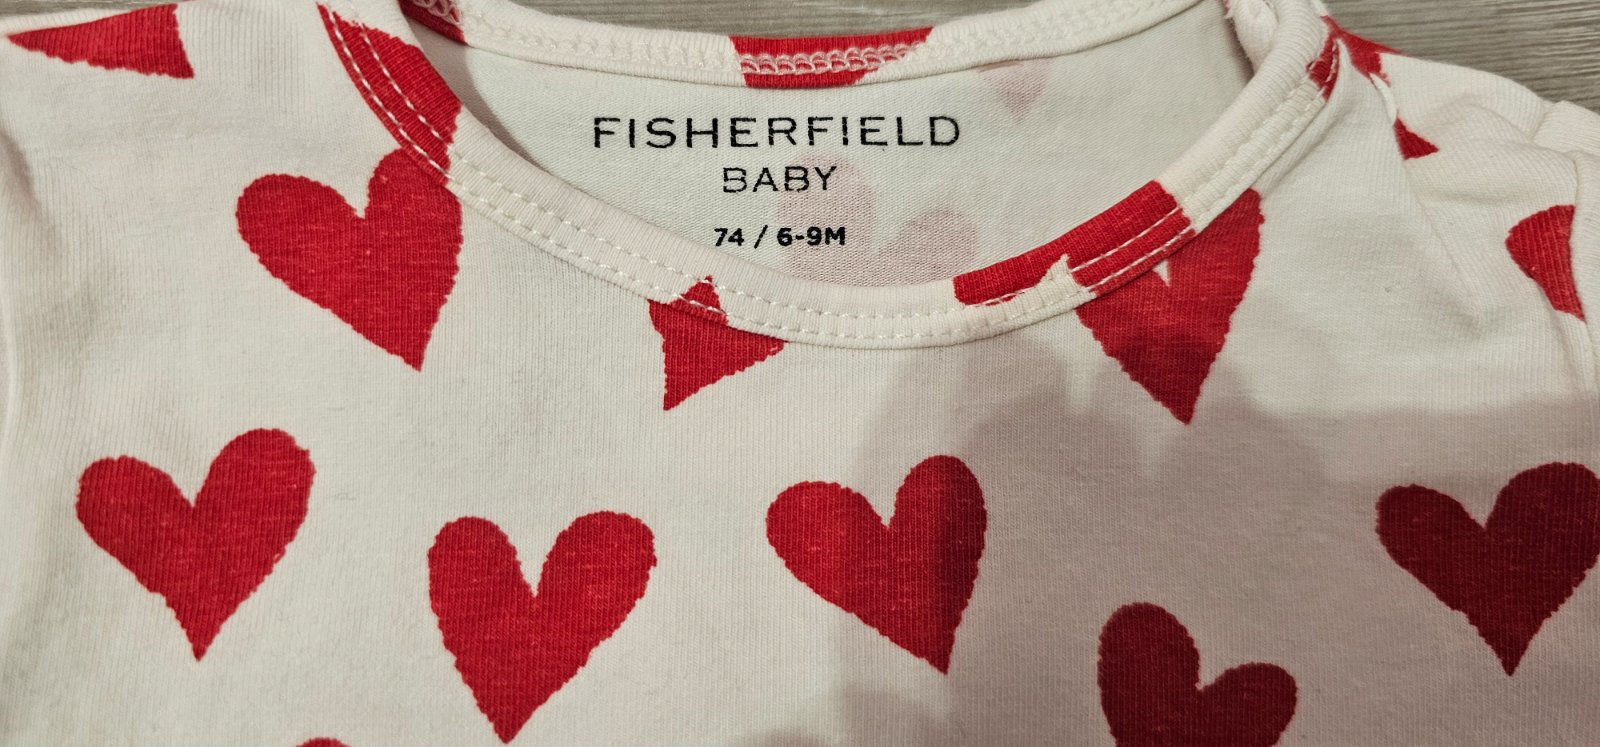 FISHERFIELD
BABY
74 / 6-9M